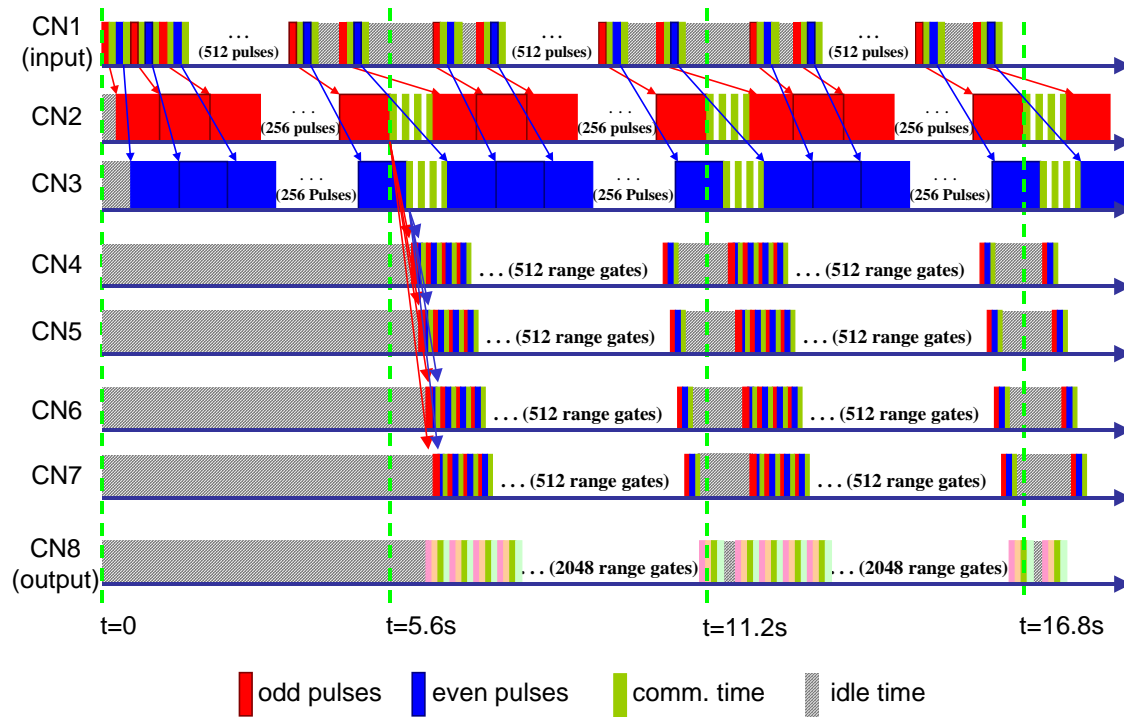 CN1
(input)
. . .
(512 pulses)
. . .
(512 pulses)
. . .
(512 pulses)
CN2
. . .
(256 pulses)
. . .
(256 pulses)
. . .
(256 pulses)
CN3
. . .
(256 Pulses)
. . .
(256 Pulses)
. . .
(256 Pulses)
CN4
. . . (512 range gates)
. . . (512 range gates)
CN5
. . . (512 range gates)
. . . (512 range gates)
CN6
. . . (512 range gates)
. . . (512 range gates)
CN7
. . . (512 range gates)
. . . (512 range gates)
CN8
(output)
. . . (2048 range gates)
. . . (2048 range gates)
t=0
t=5.6s
t=11.2s
t=16.8s
odd pulses
even pulses
comm. time
idle time